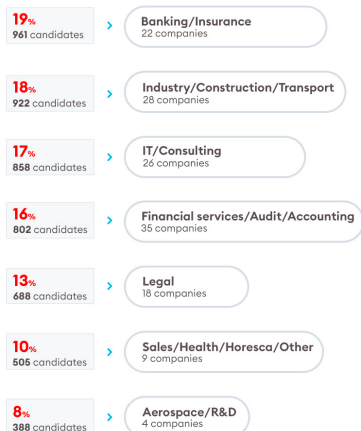 19%
961 candidates
Banking/Insurance
22 companies
18%
922 candidates
Industry/Construction/Transport
28 companies
17%
858 candidates
IT/Consulting
26 companies
16%
802 candidates
Financial services/Audit/Accounting
35 companies
13%
688 candidates
Legal
18 companies
10%
505 candidates
Sales/Health/Horesca/Other
9 companies
8%
388 candidates
Aerospace/R&D
4 companies